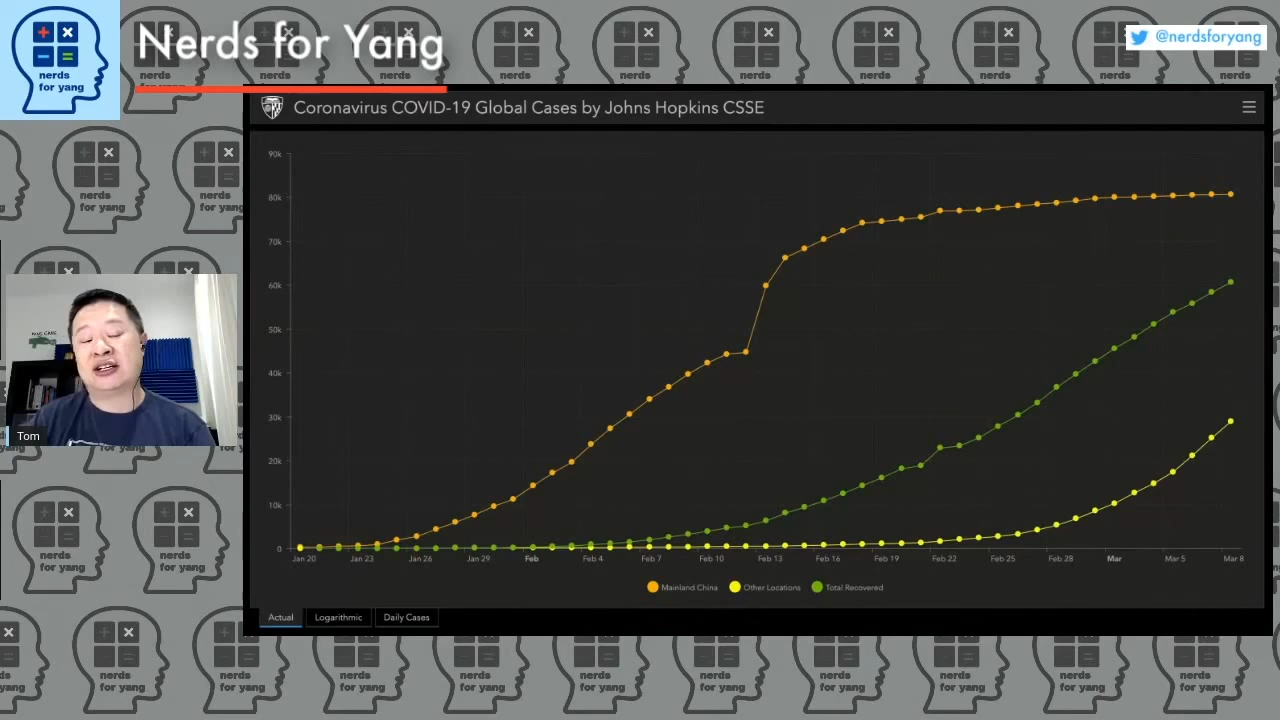 Nerds for Yang
@nerdsforyang
nerds
for yang
Coronavirus COVID-19 Global Cases by Johns Hopkins CSSE
90k
80k
70k
60k
50k
40k
30k
20k
10k
0
Jan 20 Jan 23 Jan 26 Jan 29 Feb Feb 4 Feb 7 Feb 10 Feb 13 Feb 16 Feb 19 Feb 22 Feb 25 Feb 28 Mar Mar 5 Mar 8
Mainland China Other Locations Total Recovered
Actual Logarithmic Daily Cases
Tom
nerds
for yang